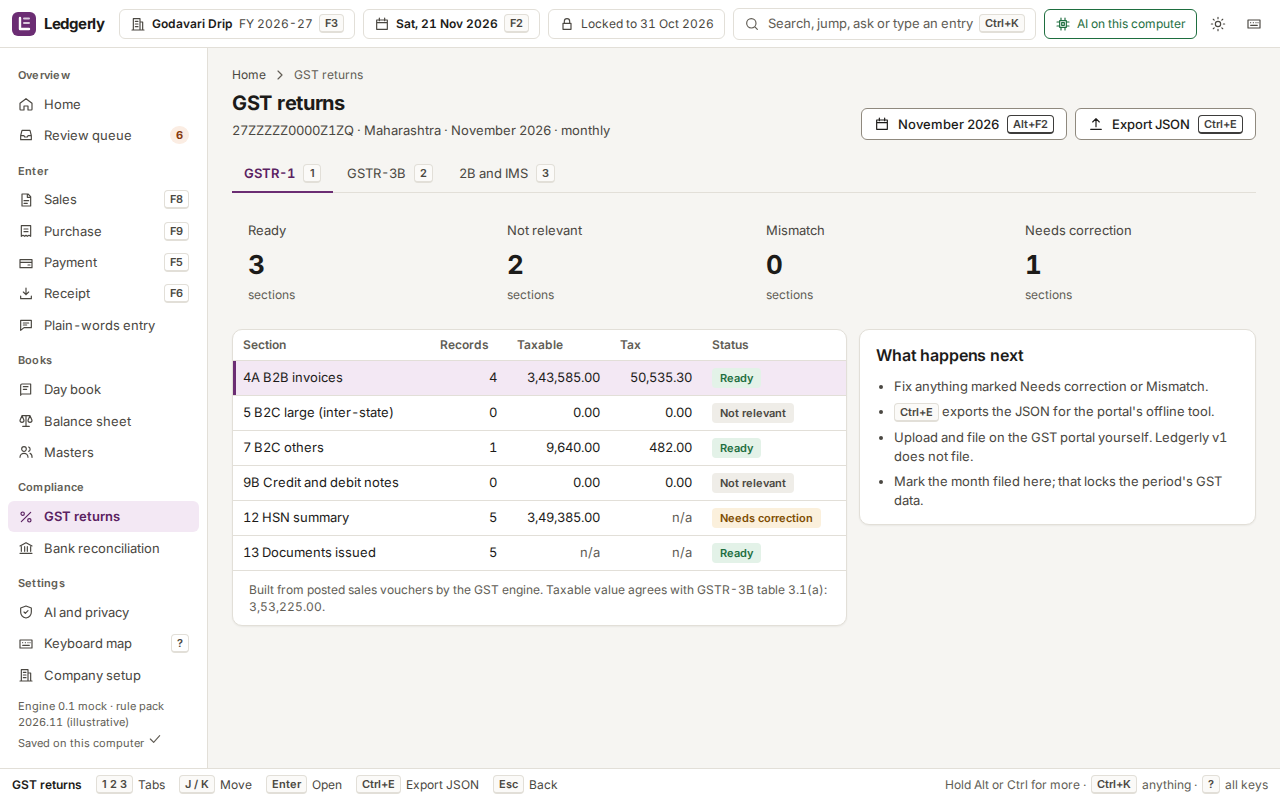 Ledgerly
Godavari Drip FY 2026-27 F3
Sat, 21 Nov 2026 F2
Locked to 31 Oct 2026
Search, jump, ask or type an entry Ctrl+K
AI on this computer
Overview
Home
Review queue 6
Enter
Sales F8
Purchase F9
Payment F5
Receipt F6
Plain-words entry
Books
Day book
Balance sheet
Masters
Compliance
GST returns
Bank reconciliation
Settings
AI and privacy
Keyboard map ?
Company setup
Engine 0.1 mock · rule pack
2026.11 (illustrative)
Saved on this computer
Home GST returns
GST returns
27ZZZZZ0000Z1ZQ · Maharashtra · November 2026 · monthly
November 2026 Alt+F2
Export JSON Ctrl+E
GSTR-1 1 GSTR-3B 2 2B and IMS 3
Ready Not relevant Mismatch Needs correction
3 2 0 1
sections sections sections sections
Section Records Taxable Tax Status
4A B2B invoices 4 3,43,585.00 50,535.30 Ready
5 B2C large (inter-state) 0 0.00 0.00 Not relevant
7 B2C others 1 9,640.00 482.00 Ready
9B Credit and debit notes 0 0.00 0.00 Not relevant
12 HSN summary 5 3,49,385.00 n/a Needs correction
13 Documents issued 5 n/a n/a Ready
Built from posted sales vouchers by the GST engine. Taxable value agrees with GSTR-3B table 3.1(a):
3,53,225.00.
What happens next
Fix anything marked Needs correction or Mismatch.
Ctrl+E exports the JSON for the portal's offline tool.
Upload and file on the GST portal yourself. Ledgerly v1
does not file.
Mark the month filed here; that locks the period's GST
data.
GST returns 1 2 3 Tabs J / K Move Enter Open Ctrl+E Export JSON Esc Back
Hold Alt or Ctrl for more · Ctrl+K anything · ? all keys